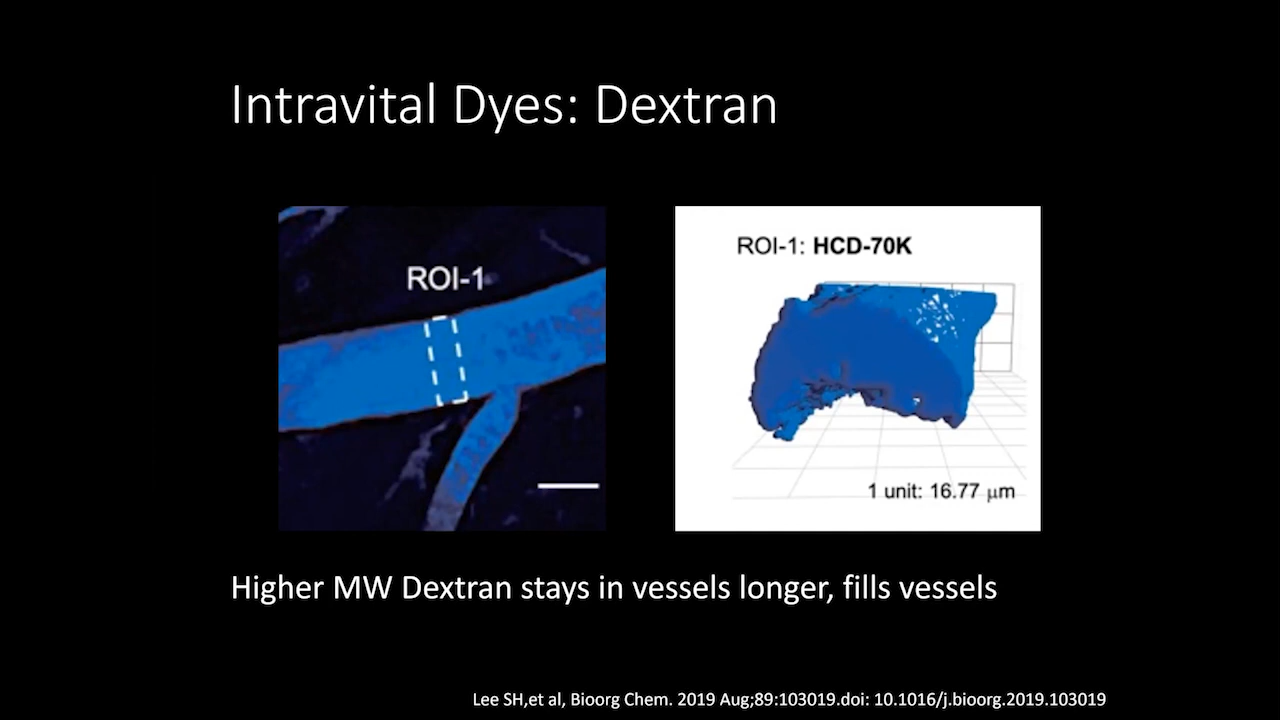 Intravital Dyes: Dextran
ROI-1
ROI-1: HCD-70K
1 unit: 16.77 μm
Higher MW Dextran stays in vessels longer, fills vessels
Lee SH,et al, Bioorg Chem. 2019 Aug;89:103019.doi: 10.1016/j.bioorg.2019.103019